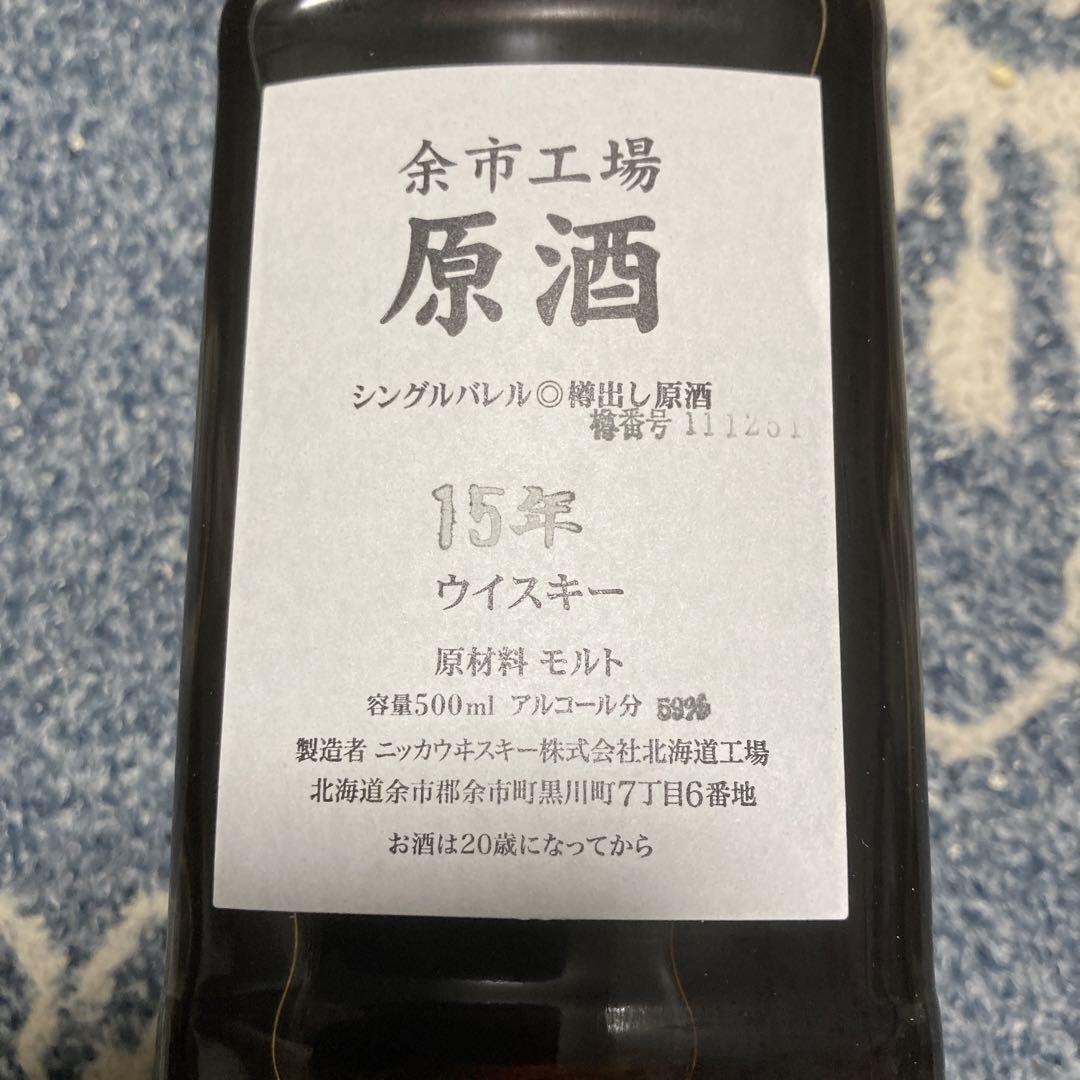 余市工場
原酒
シングルバレル◎樽出し原酒
樽番号 111251
15年
ウイスキー
原材料 モルト
容量500ml アルコール分 59%
製造者 ニッカウヰスキー株式会社北海道工場
北海道余市郡余市町黒川町7丁目6番地
お酒は20歳になってから